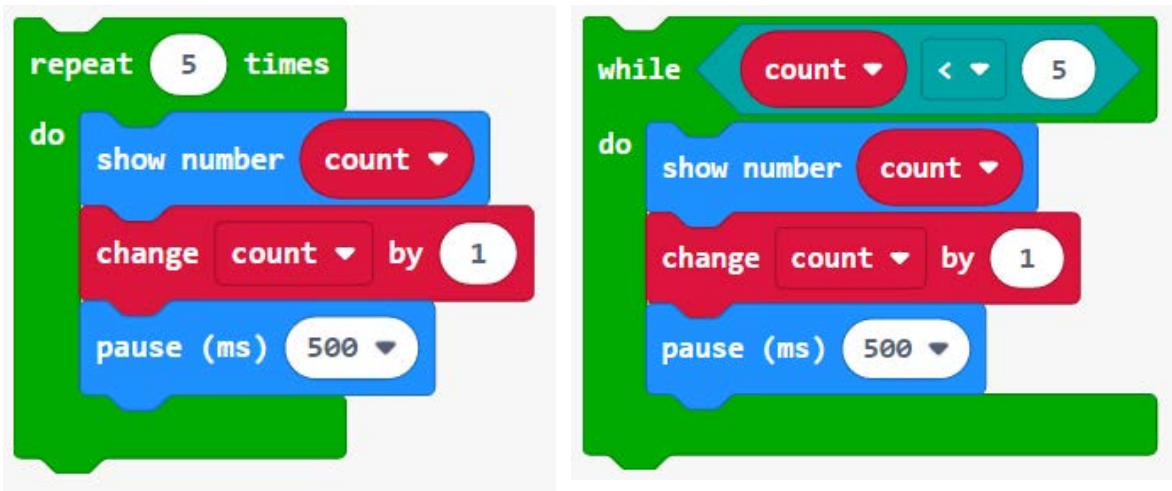 repeat 5 times
do
show number count
change count by 1
pause (ms) 500
while count < 5
do
show number count
change count by 1
pause (ms) 500